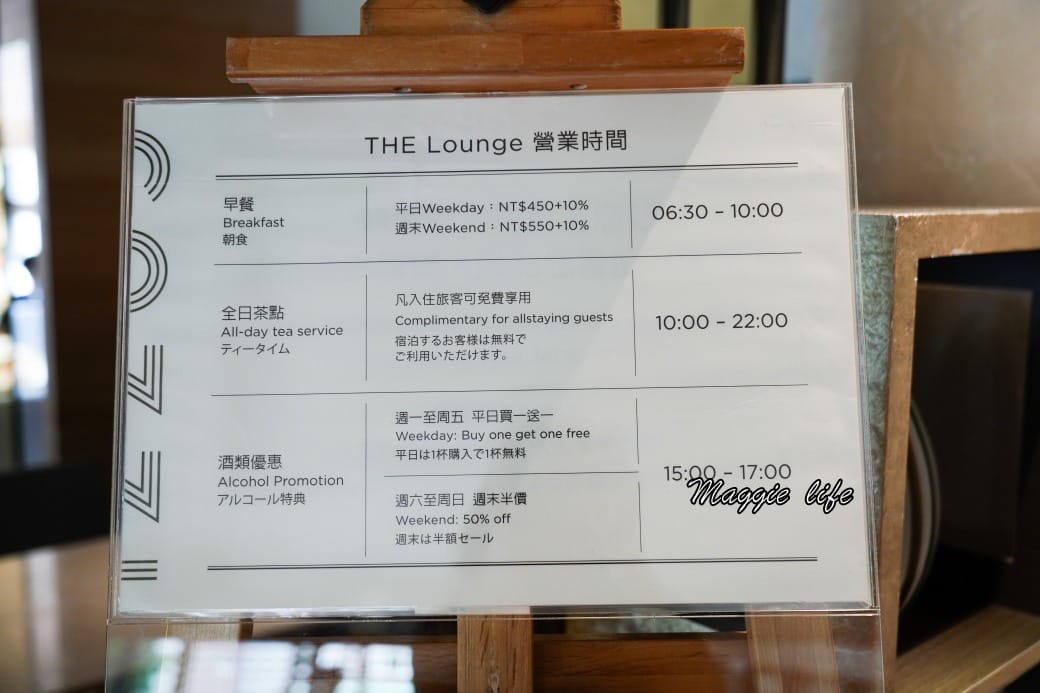 THE Lounge 營業時間
早餐
Breakfast
朝食
平日Weekday：NT$450+10%
週末Weekend：NT$550+10%
06:30 – 10:00
全日茶點
All-day tea service
ティータイム
凡入住旅客可免費享用
Complimentary for allstaying guests
宿泊するお客様は無料で
ご利用いただけます。
10:00 – 22:00
酒類優惠
Alcohol Promotion
アルコール特典
週一至周五 平日買一送一
Weekday: Buy one get one free
平日は1杯購入で1杯無料
週六至周日 週末半價
Weekend: 50% off
週末は半額セール
15:00 – 17:00
Maggie life